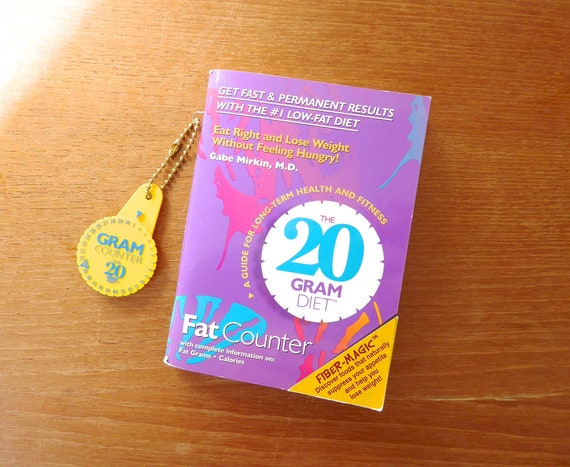 GET FAST & PERMANENT RESULTS
WITH THE #1 LOW-FAT DIET
Eat Right and Lose Weight
Without Feeling Hungry!
Gabe Mirkin, M.D.
A GUIDE FOR LONG-TERM HEALTH AND FITNESS
THE
20
GRAM
DIET™
Fat Counter
with complete information on:
Fat Grams • Calories
FIBER-MAGIC™
Discover foods that naturally
suppress your appetite
and help you
lose weight!
GRAM
COUNTER
20